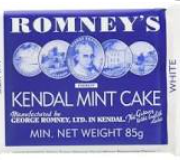 ROMNEY'S
KENDAL MINT CAKE
Manufactured by
GEORGE ROMNEY, LTD. IN KENDAL.
MIN. NET WEIGHT 85g
WHITE